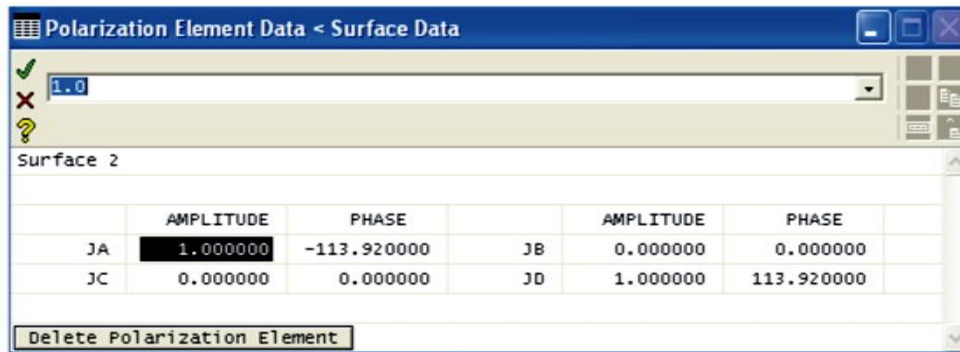 Polarization Element Data < Surface Data
1.0
Surface 2
AMPLITUDE PHASE AMPLITUDE PHASE
JA 1.000000 -113.920000 JB 0.000000 0.000000
JC 0.000000 0.000000 JD 1.000000 113.920000
Delete Polarization Element